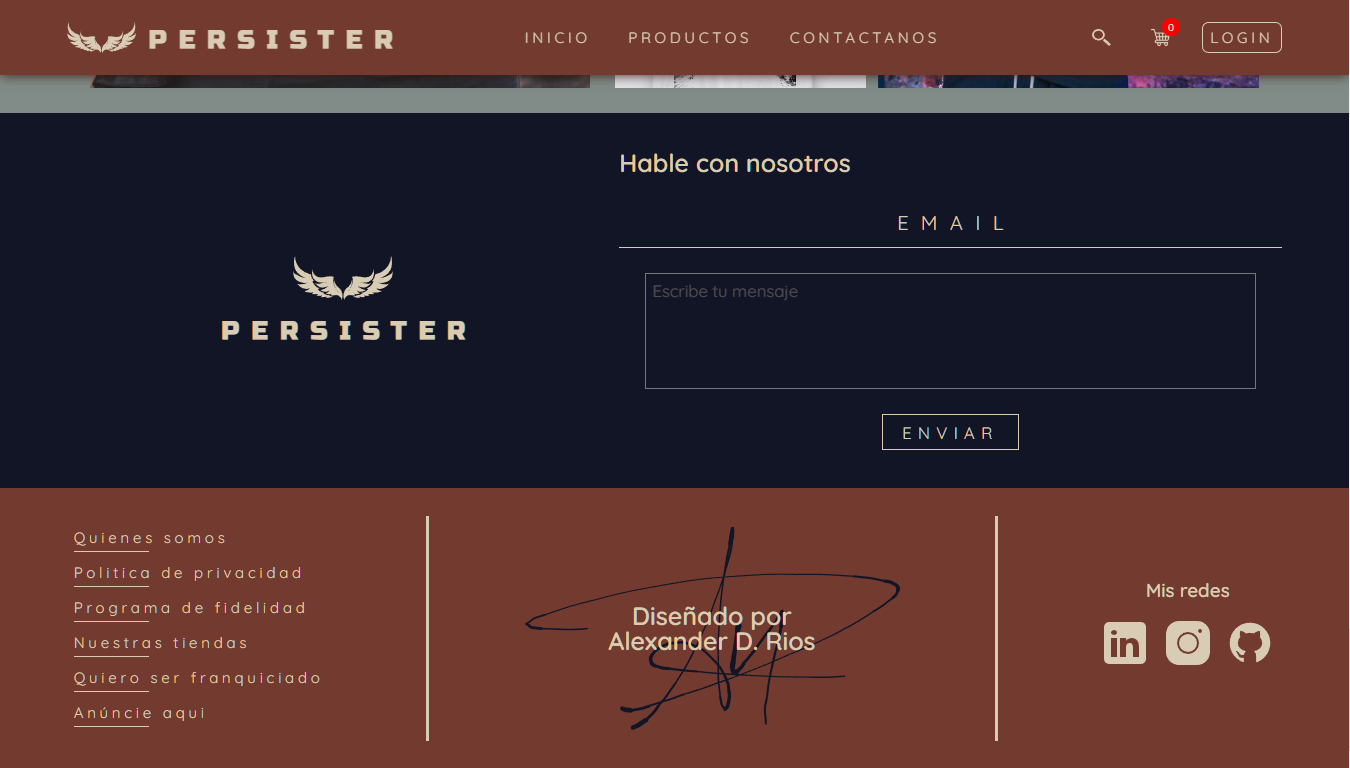 PERSISTER
INICIO
PRODUCTOS
CONTACTANOS
0
LOGIN
Hable con nosotros
EMAIL
Escribe tu mensaje
PERSISTER
ENVIAR
Quienes somos
Politica de privacidad
Programa de fidelidad
Nuestras tiendas
Quiero ser franquiciado
Anúncie aqui
Diseñado por
Alexander D. Rios
Mis redes
in